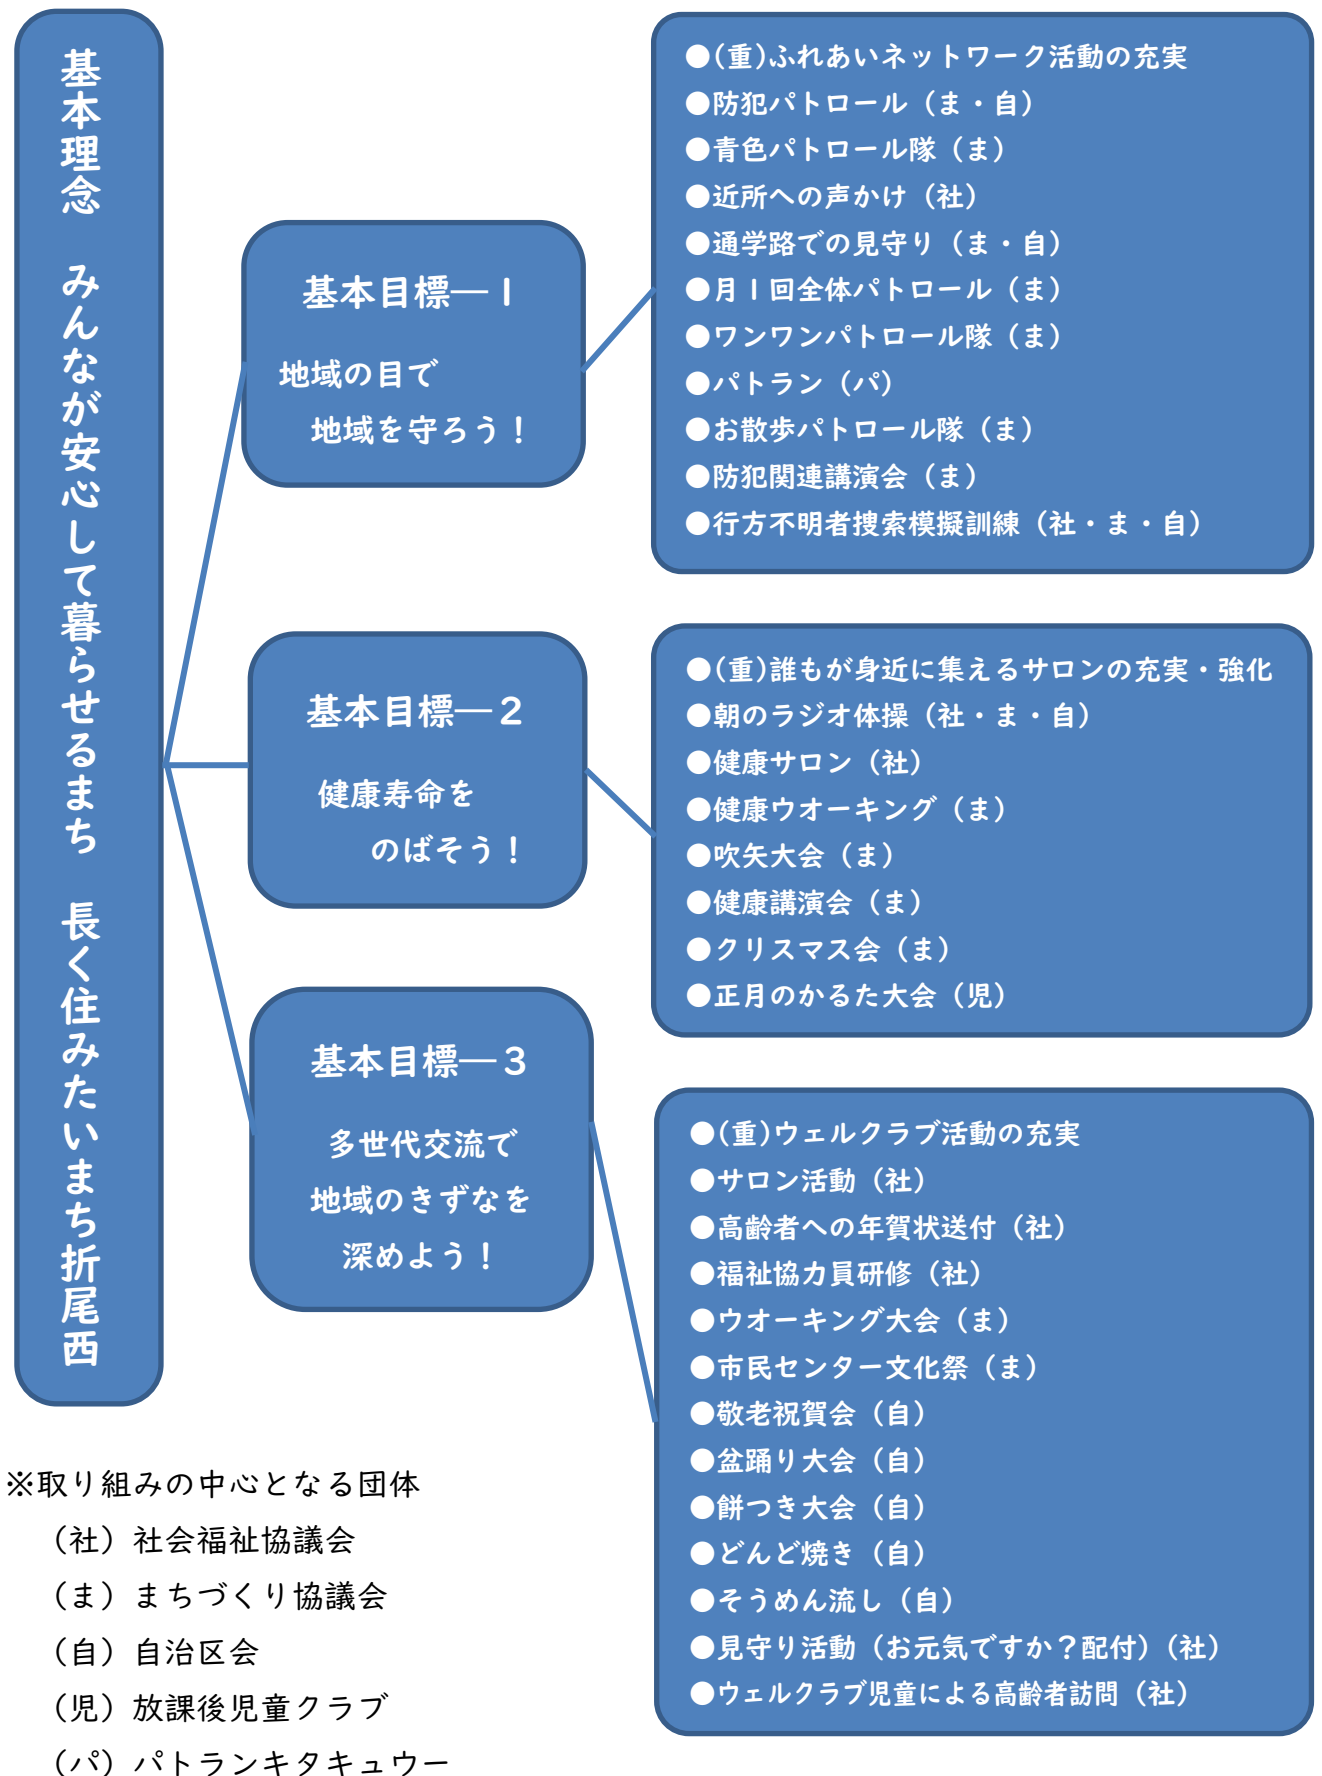 基本理念　みんなが安心して暮らせるまち　長く住みたいまち折尾西
基本目標―1
地域の目で
地域を守ろう！
●(重)ふれあいネットワーク活動の充実
●防犯パトロール（ま・自）
●青色パトロール隊（ま）
●近所への声かけ（社）
●通学路での見守り（ま・自）
●月1回全体パトロール（ま）
●ワンワンパトロール隊（ま）
●パトラン（パ）
●お散歩パトロール隊（ま）
●防犯関連講演会（ま）
●行方不明者捜索模擬訓練（社・ま・自）
基本目標―2
健康寿命を
のばそう！
●(重)誰もが身近に集えるサロンの充実・強化
●朝のラジオ体操（社・ま・自）
●健康サロン（社）
●健康ウオーキング（ま）
●吹矢大会（ま）
●健康講演会（ま）
●クリスマス会（ま）
●正月のかるた大会（児）
基本目標―3
多世代交流で
地域のきずなを
深めよう！
●(重)ウェルクラブ活動の充実
●サロン活動（社）
●高齢者への年賀状送付（社）
●福祉協力員研修（社）
●ウオーキング大会（ま）
●市民センター文化祭（ま）
●敬老祝賀会（自）
●盆踊り大会（自）
●餅つき大会（自）
●どんど焼き（自）
●そうめん流し（自）
●見守り活動（お元気ですか？配付）（社）
●ウェルクラブ児童による高齢者訪問（社）
※取り組みの中心となる団体
（社）社会福祉協議会
（ま）まちづくり協議会
（自）自治区会
（児）放課後児童クラブ
（パ）パトランキタキュウー